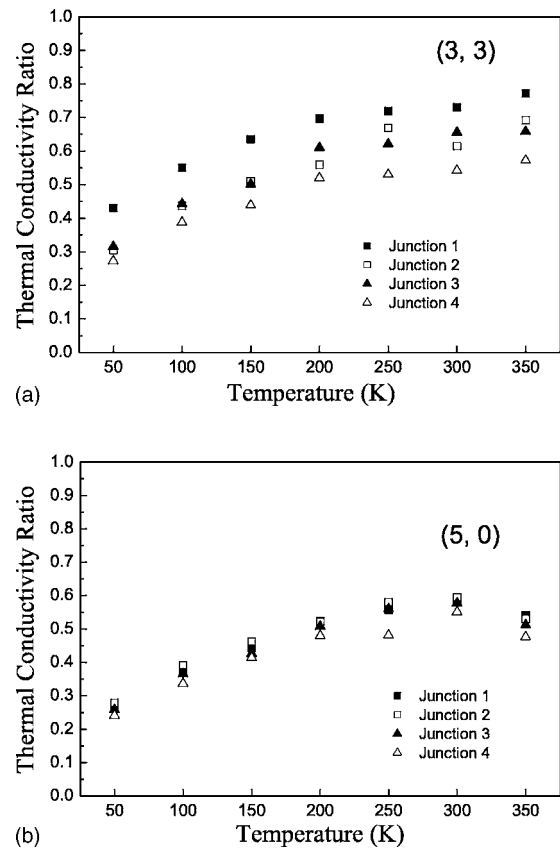 1.0
(3, 3)
0.9
0.8
0.7
0.6
0.5
0.4
0.3
0.2
0.1
0.0
Thermal Conductivity Ratio
Junction 1
Junction 2
Junction 3
Junction 4
50 100 150 200 250 300 350
(a) Temperature (K)
1.0
0.9
0.8
(5, 0)
0.7
0.6
0.5
0.4
0.3
0.2
0.1
0.0
Thermal Conductivity Ratio
Junction 1
Junction 2
Junction 3
Junction 4
50 100 150 200 250 300 350
(b) Temperature (K)